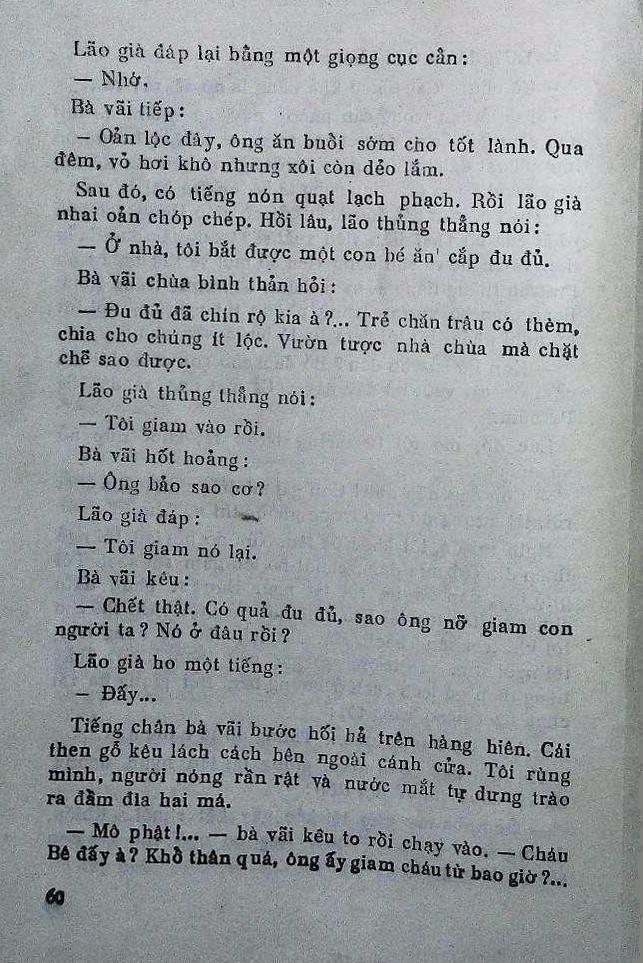 Lão già đáp lại bằng một giọng cục cằn:
— Nhớ.
Bà vãi tiếp:
— Oản lộc đây, ông ăn buồi sớm cho tốt lành. Qua
đêm, vỏ hơi khô nhưng xôi còn dẻo lắm.
Sau đó, có tiếng nón quạt lạch phạch. Rồi lão già
nhai oản chóp chép. Hồi lâu, lão thủng thẳng nói:
— Ở nhà, tôi bắt được một con bé ăn' cắp đu đủ.
Bà vãi chùa bình thản hỏi:
— Đu đủ đã chín rộ kia à?... Trẻ chăn trâu có thèm,
chia cho chúng ít lộc. Vườn tược nhà chùa mà chặt
chẽ sao được.
Lão già thủng thẳng nói:
— Tôi giam vào rồi.
Bà vãi hốt hoảng:
— Ông bảo sao cơ?
Lão già đáp:
— Tôi giam nó lại.
Bà vãi kêu:
— Chết thật. Có quả đu đủ, sao ông nỡ giam con
người ta? Nó ở đâu rồi?
Lão già ho một tiếng:
— Đấy...
Tiếng chân bà vãi bước hối hả trên hàng hiên. Cái
then gỗ kêu lách cách bên ngoài cánh cửa. Tôi rùng
mình, người nóng rần rật và nước mắt tự dưng trào
ra đầm đìa hai má.
— Mô phật!... — bà vãi kêu to rồi chạy vào. — Cháu
Bê đấy à? Khổ thân quá, ông ấy giam cháu từ bao giờ?...
60